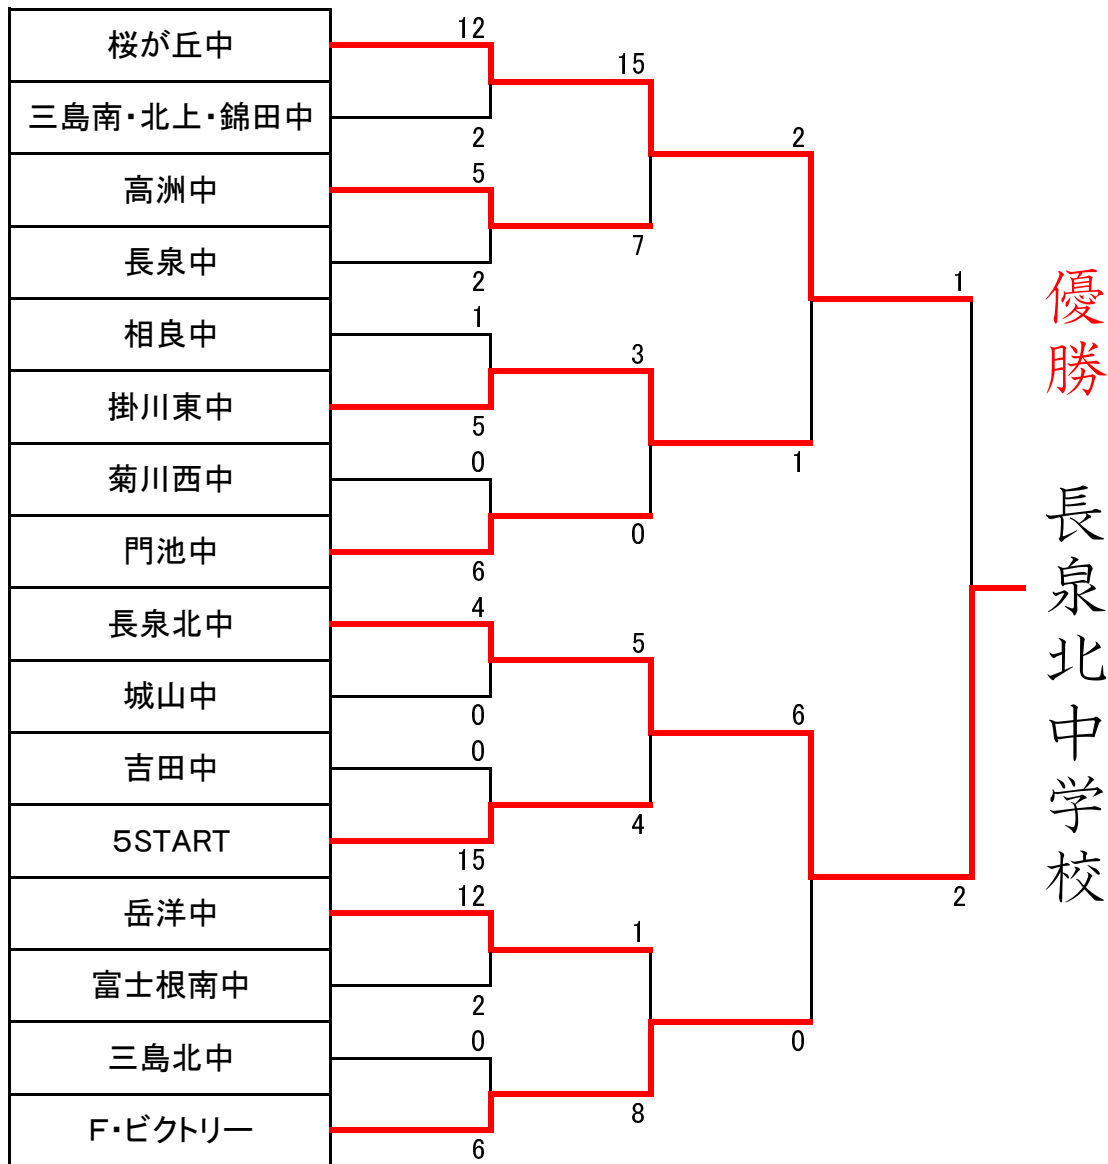 桜が丘中
三島南・北上・錦田中
高洲中
長泉中
相良中
掛川東中
菊川西中
門池中
長泉北中
城山中
吉田中
5START
岳洋中
富士根南中
三島北中
F・ビクトリー
12
2
5
2
1
5
0
6
4
0
0
15
12
2
0
6
15
7
3
0
5
4
1
8
2
1
6
0
1
2
優勝 長泉北中学校